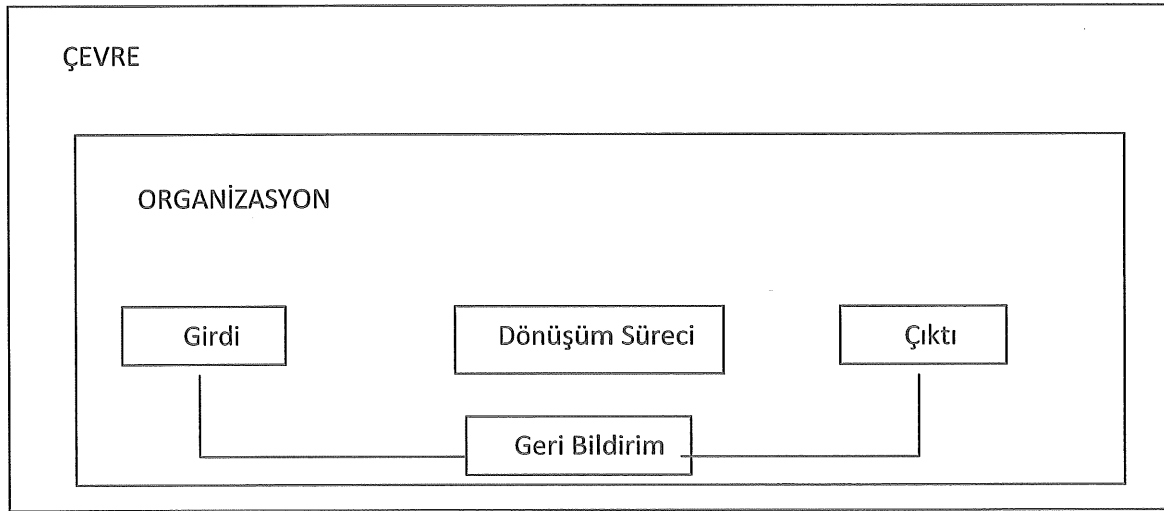 ÇEVRE
ORGANİZASYON
Girdi
Dönüşüm Süreci
Çıktı
Geri Bildirim